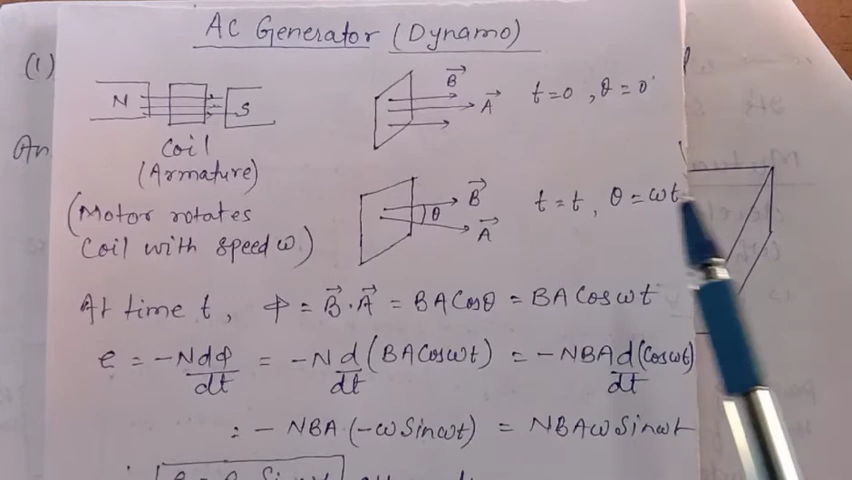 AC Generator (Dynamo)
(1)
N S
B A t=0, θ=0
Coil
(Armature)
An
(Motor rotates
Coil with speed ω)
B θ A t=t, θ=ωt
At time t, Φ = B⃗·A⃗ = BACosθ = BACosωt
e = -N dΦ/dt = -N d/dt (BACosωt) = -NBA d/dt (Cosωt)
= -NBA(-ωSinωt) = NBAωSinωt